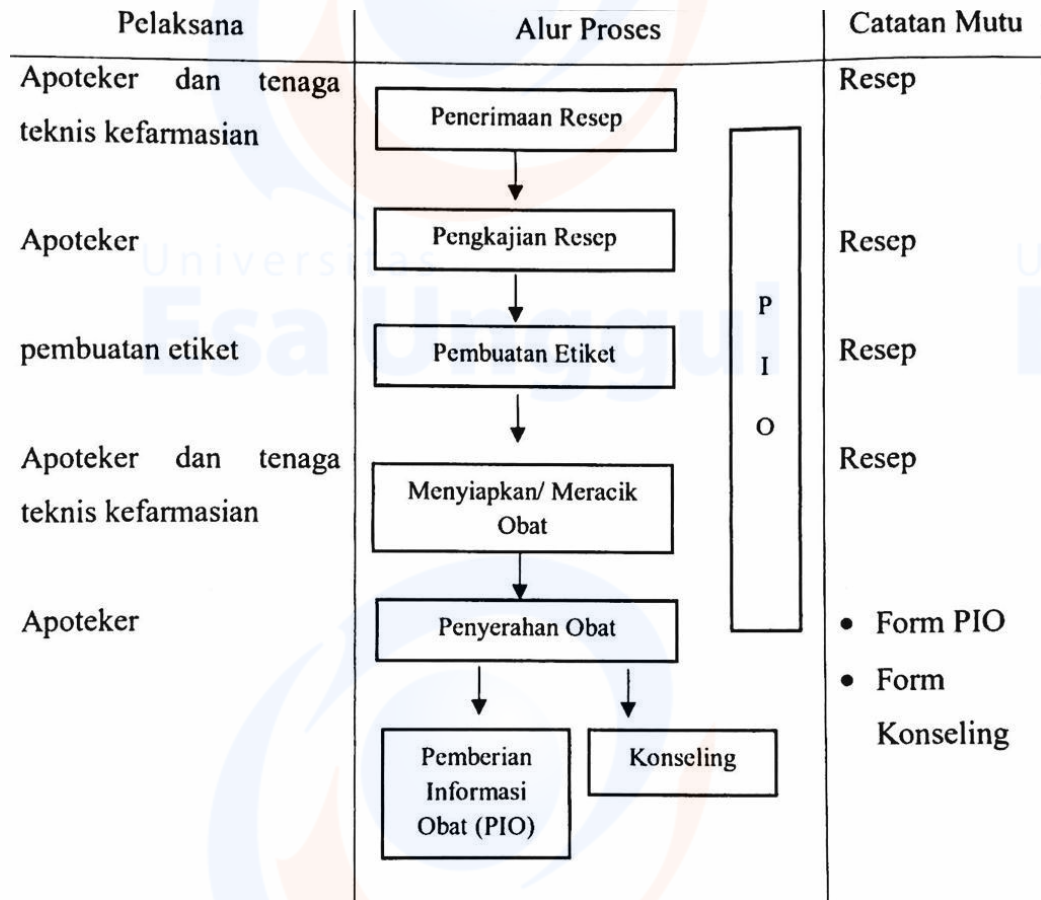 Pelaksana
Alur Proses
Catatan Mutu
Apoteker dan tenaga
teknis kefarmasian
Penerimaan Resep
Resep
Apoteker
Pengkajian Resep
Resep
Universitas
Esa Unggul
pembuatan etiket
Pembuatan Etiket
Resep
P
I
O
Apoteker dan tenaga
teknis kefarmasian
Menyiapkan/ Meracik
Obat
Resep
Apoteker
Penyerahan Obat
• Form PIO
• Form
Konseling
Pemberian
Informasi
Obat (PIO)
Konseling